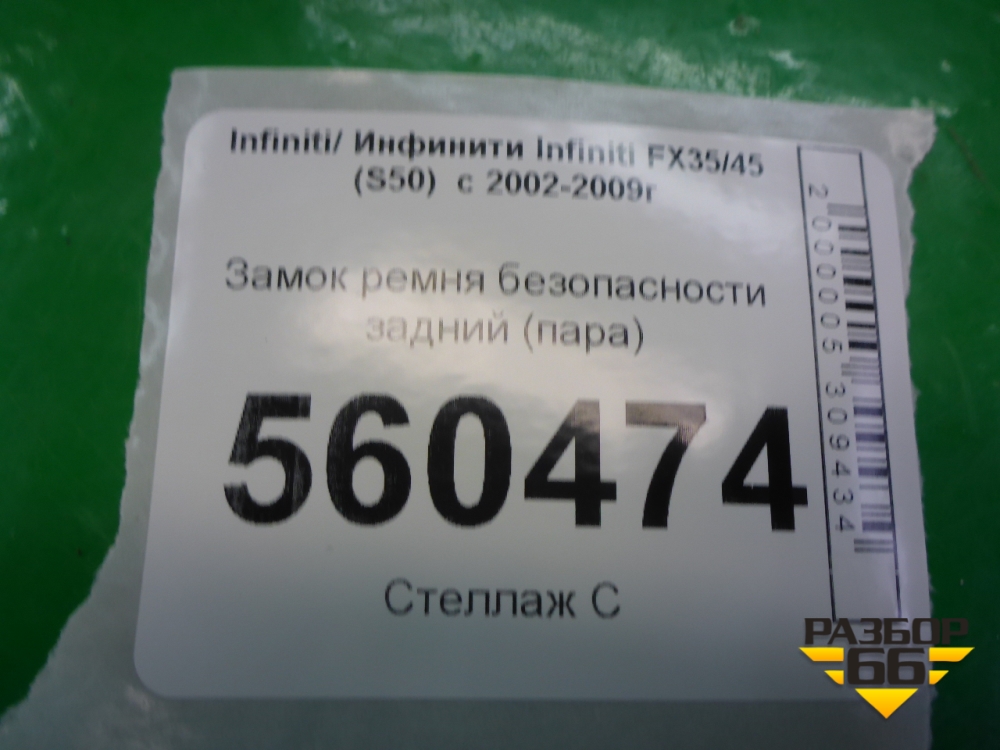 Infiniti/ Инфинити Infiniti FX35/45
(S50) с 2002-2009г
Замок ремня безопасности
задний (пара)
560474
Стеллаж С
2000005309434
РАЗБОР
66